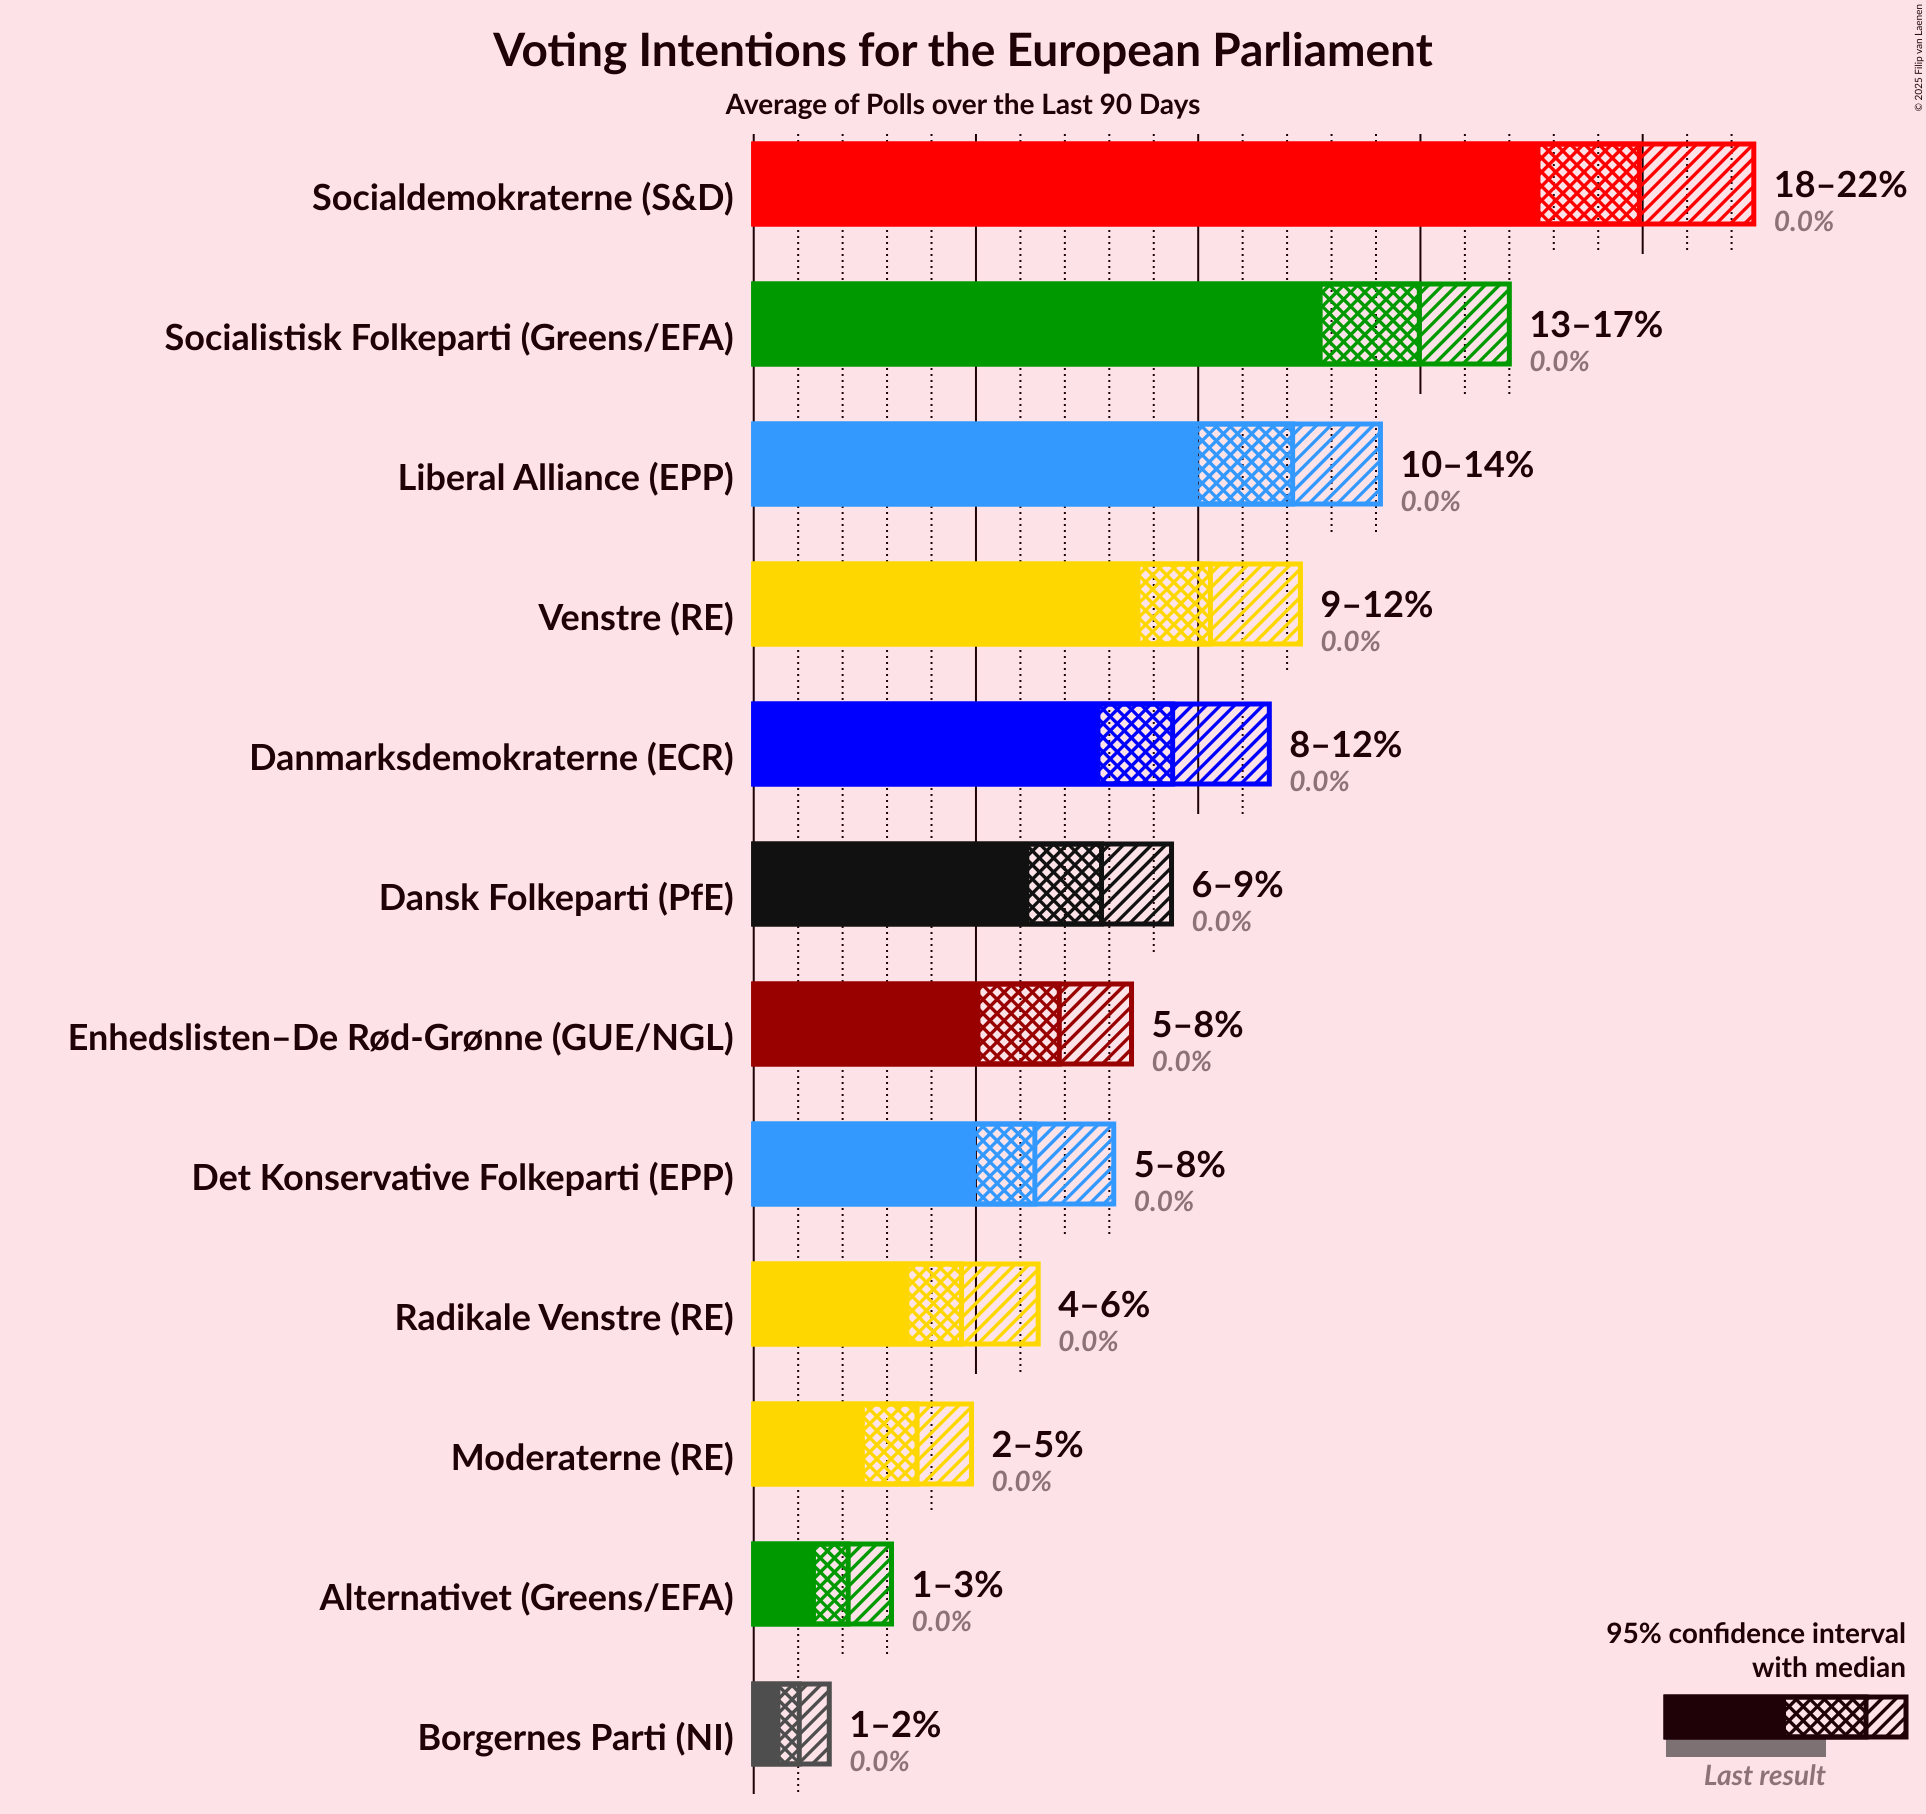 Voting Intentions for the European Parliament
Average of Polls over the Last 90 Days
© 2025 Filip van Laenen
Socialdemokraterne (S&D)
18–22%
0.0%
Socialistisk Folkeparti (Greens/EFA)
13–17%
0.0%
Liberal Alliance (EPP)
10–14%
0.0%
Venstre (RE)
9–12%
0.0%
Danmarksdemokraterne (ECR)
8–12%
0.0%
Dansk Folkeparti (PfE)
6–9%
0.0%
Enhedslisten–De Rød-Grønne (GUE/NGL)
5–8%
0.0%
Det Konservative Folkeparti (EPP)
5–8%
0.0%
Radikale Venstre (RE)
4–6%
0.0%
Moderaterne (RE)
2–5%
0.0%
Alternativet (Greens/EFA)
1–3%
0.0%
Borgernes Parti (NI)
1–2%
0.0%
95% confidence interval
with median
Last result